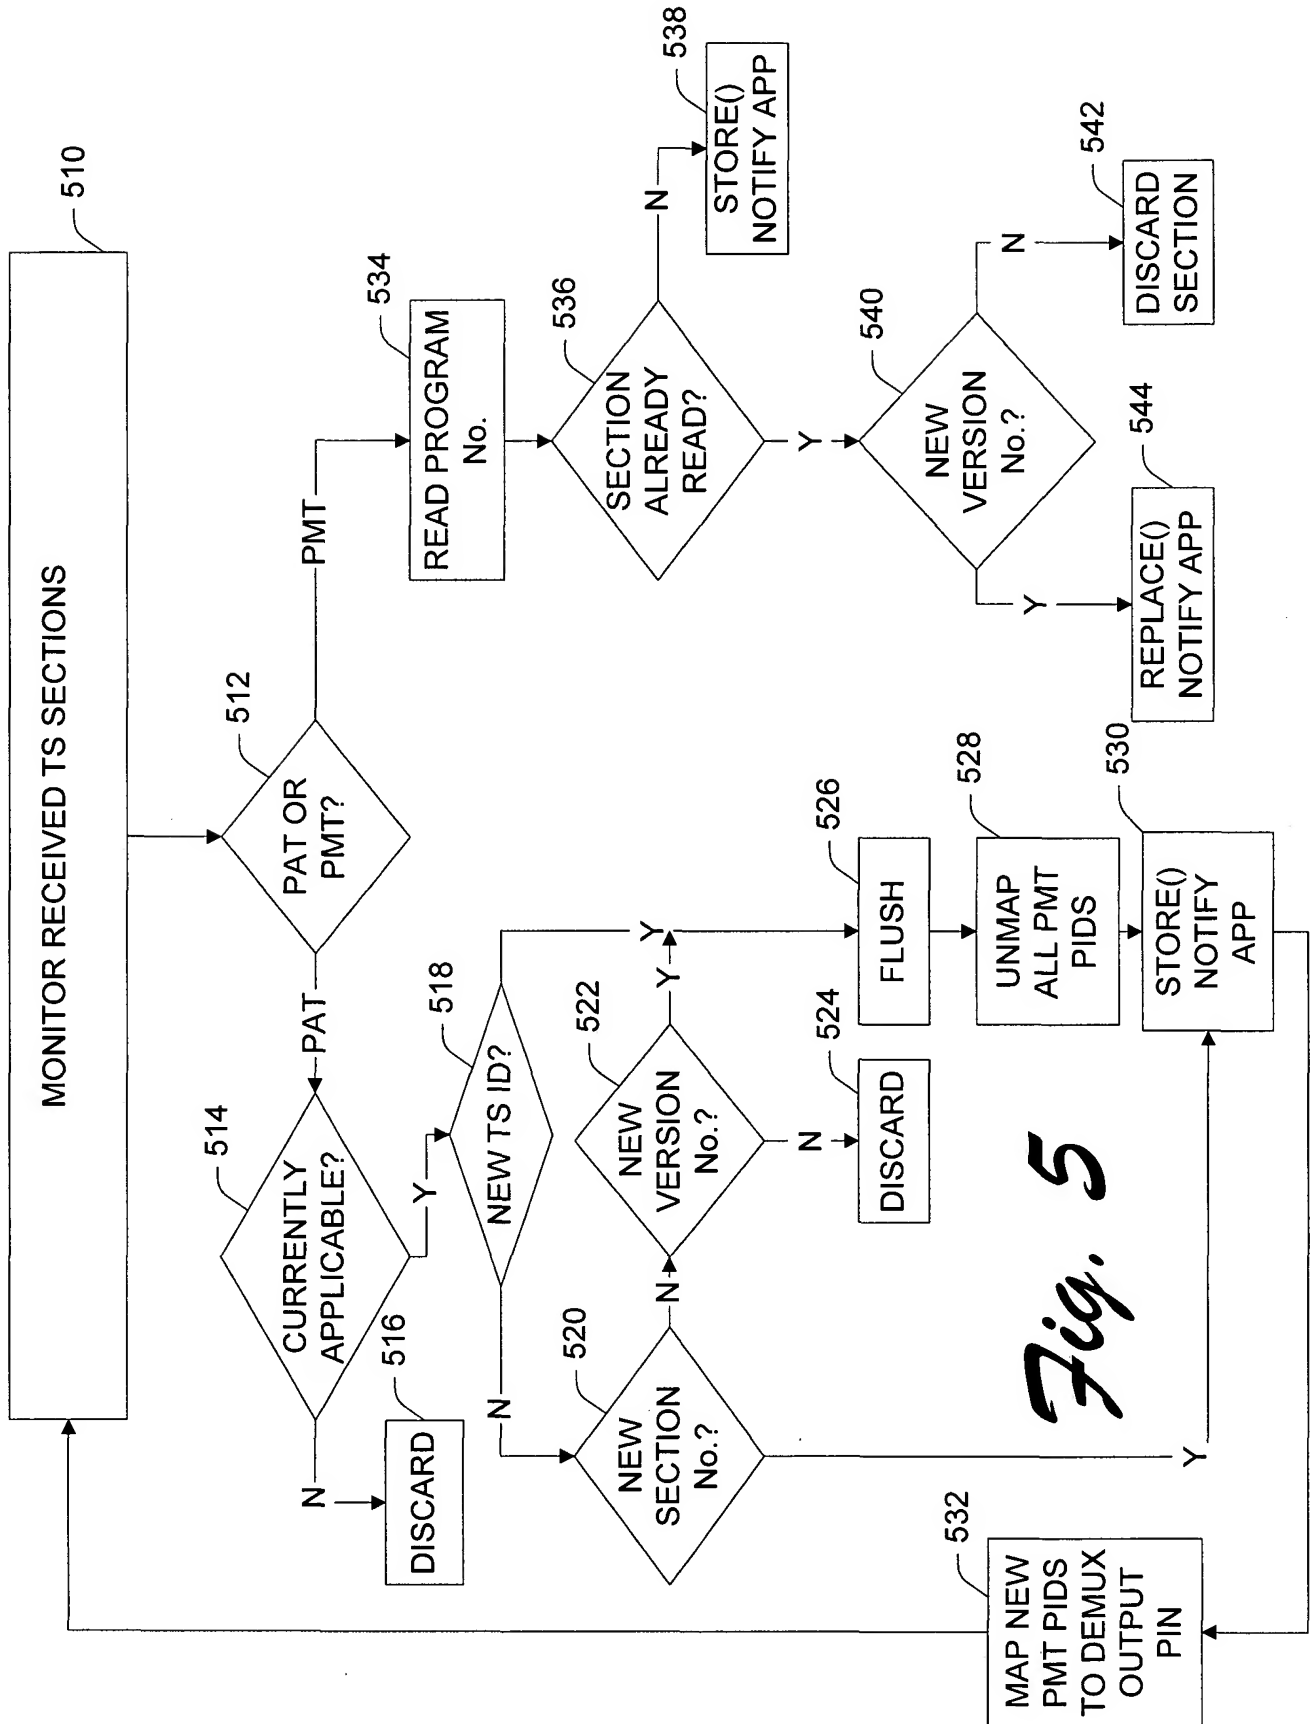 MONITOR RECEIVED TS SECTIONS
510
PAT OR
PMT?
512
PAT
PMT
CURRENTLY
APPLICABLE?
514
N
DISCARD
516
Y
NEW TS ID?
518
N
Y
NEW
SECTION
No.?
520
N
Y
NEW
VERSION
No.?
522
Y
N
DISCARD
524
FLUSH
526
UNMAP
ALL PMT
PIDS
528
STORE()
NOTIFY
APP
530
MAP NEW
PMT PIDS
TO DEMUX
OUTPUT
PIN
532
READ PROGRAM
No.
534
SECTION
ALREADY
READ?
536
N
STORE()
NOTIFY APP
538
Y
NEW
VERSION
No.?
540
N
DISCARD
SECTION
542
Y
REPLACE()
NOTIFY APP
544
Fig. 5